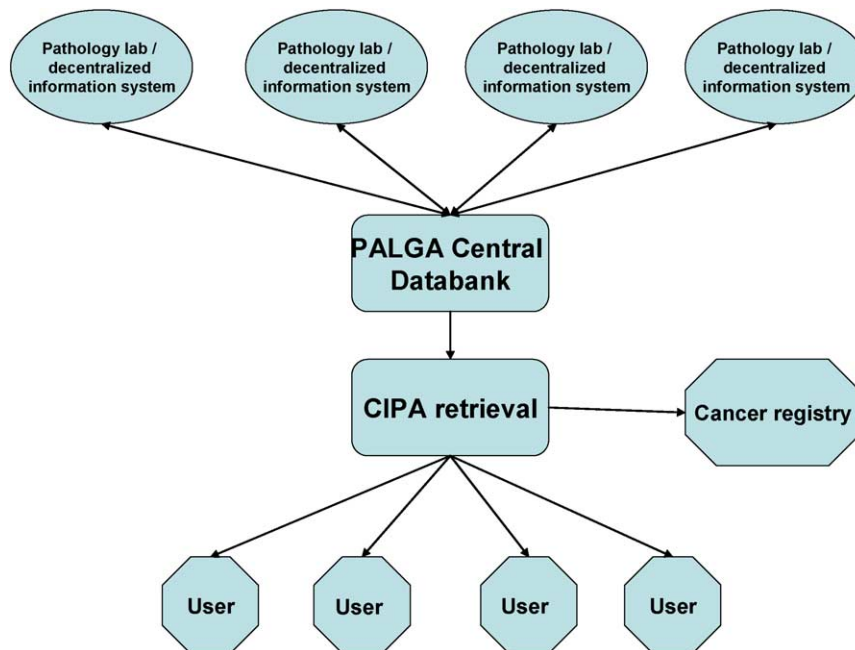 Pathology lab /
decentralized
information system
Pathology lab /
decentralized
information system
Pathology lab /
decentralized
information system
Pathology lab /
decentralized
information system
PALGA Central
Databank
CIPA retrieval
Cancer registry
User
User
User
User